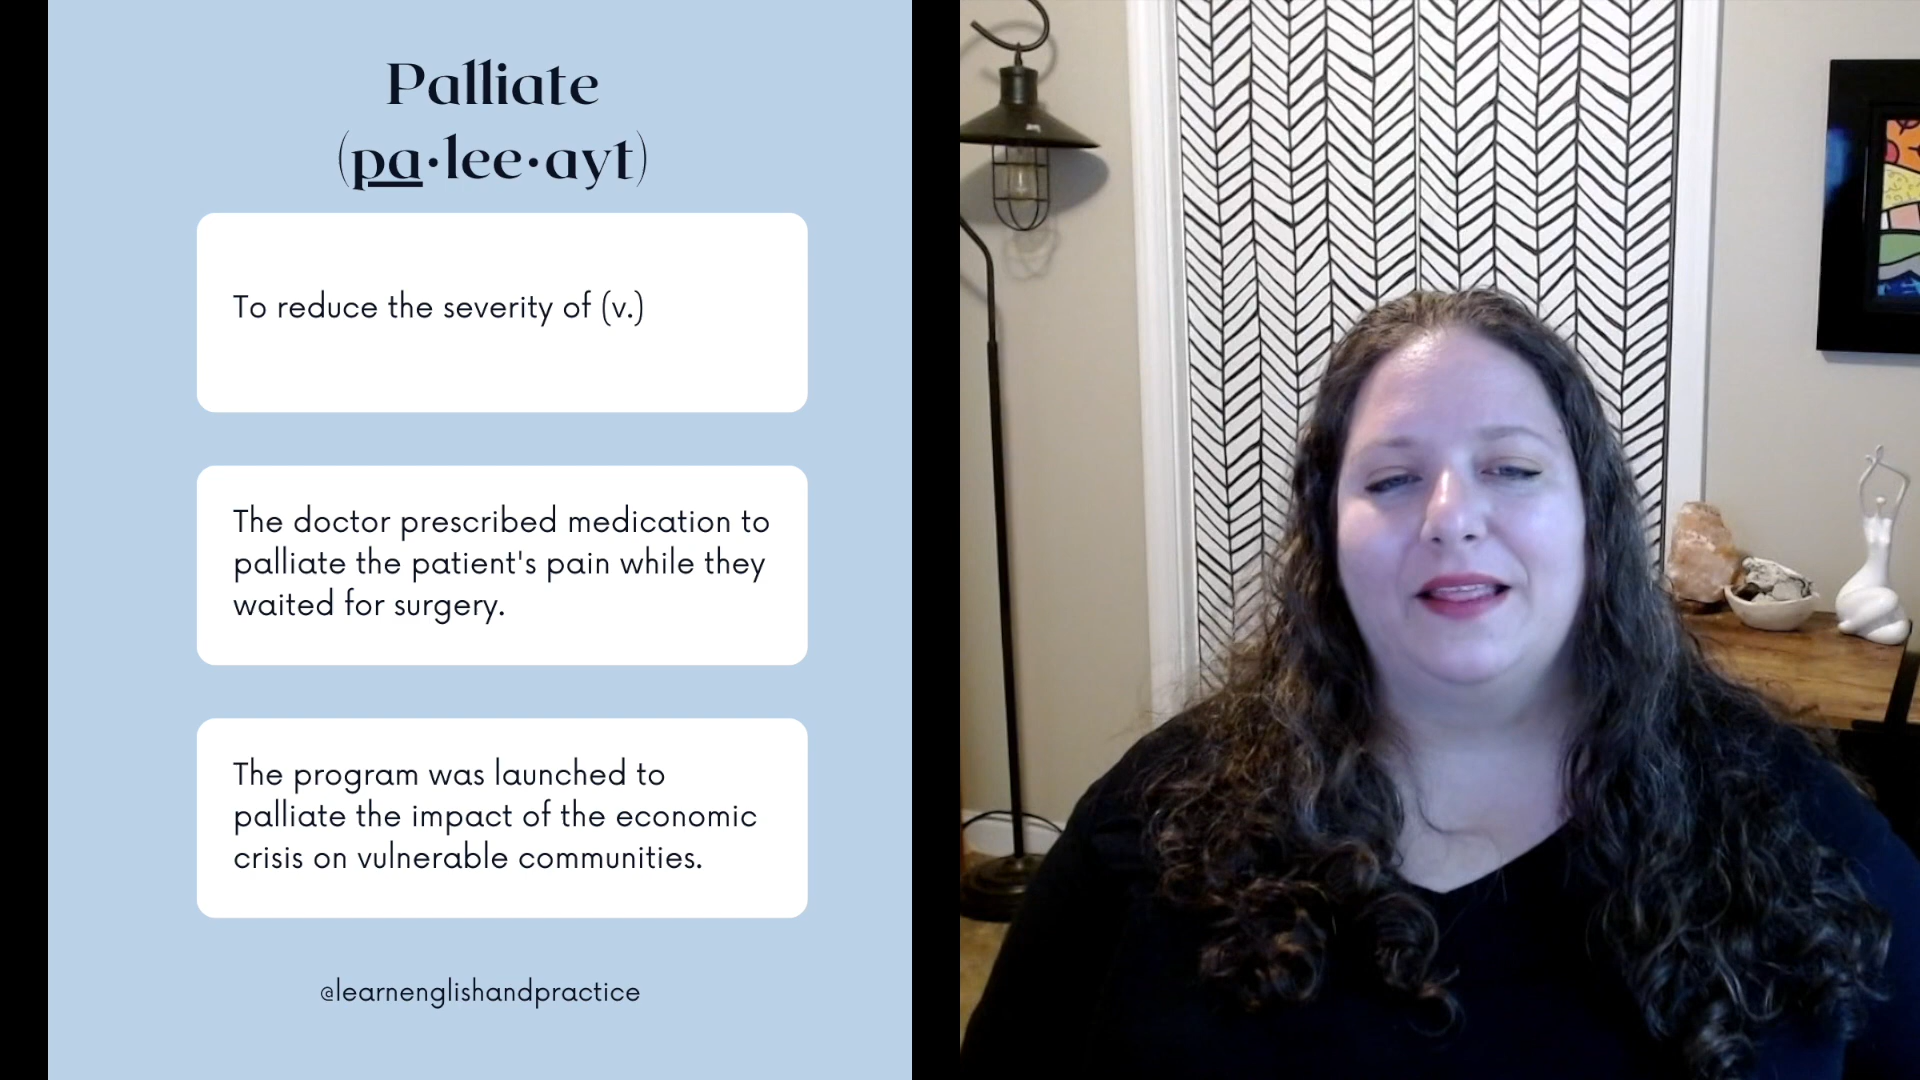 Palliate
(pa•lee•ayt)
To reduce the severity of (v.)
The doctor prescribed medication to
palliate the patient's pain while they
waited for surgery.
The program was launched to
palliate the impact of the economic
crisis on vulnerable communities.
@learnenglishandpractice